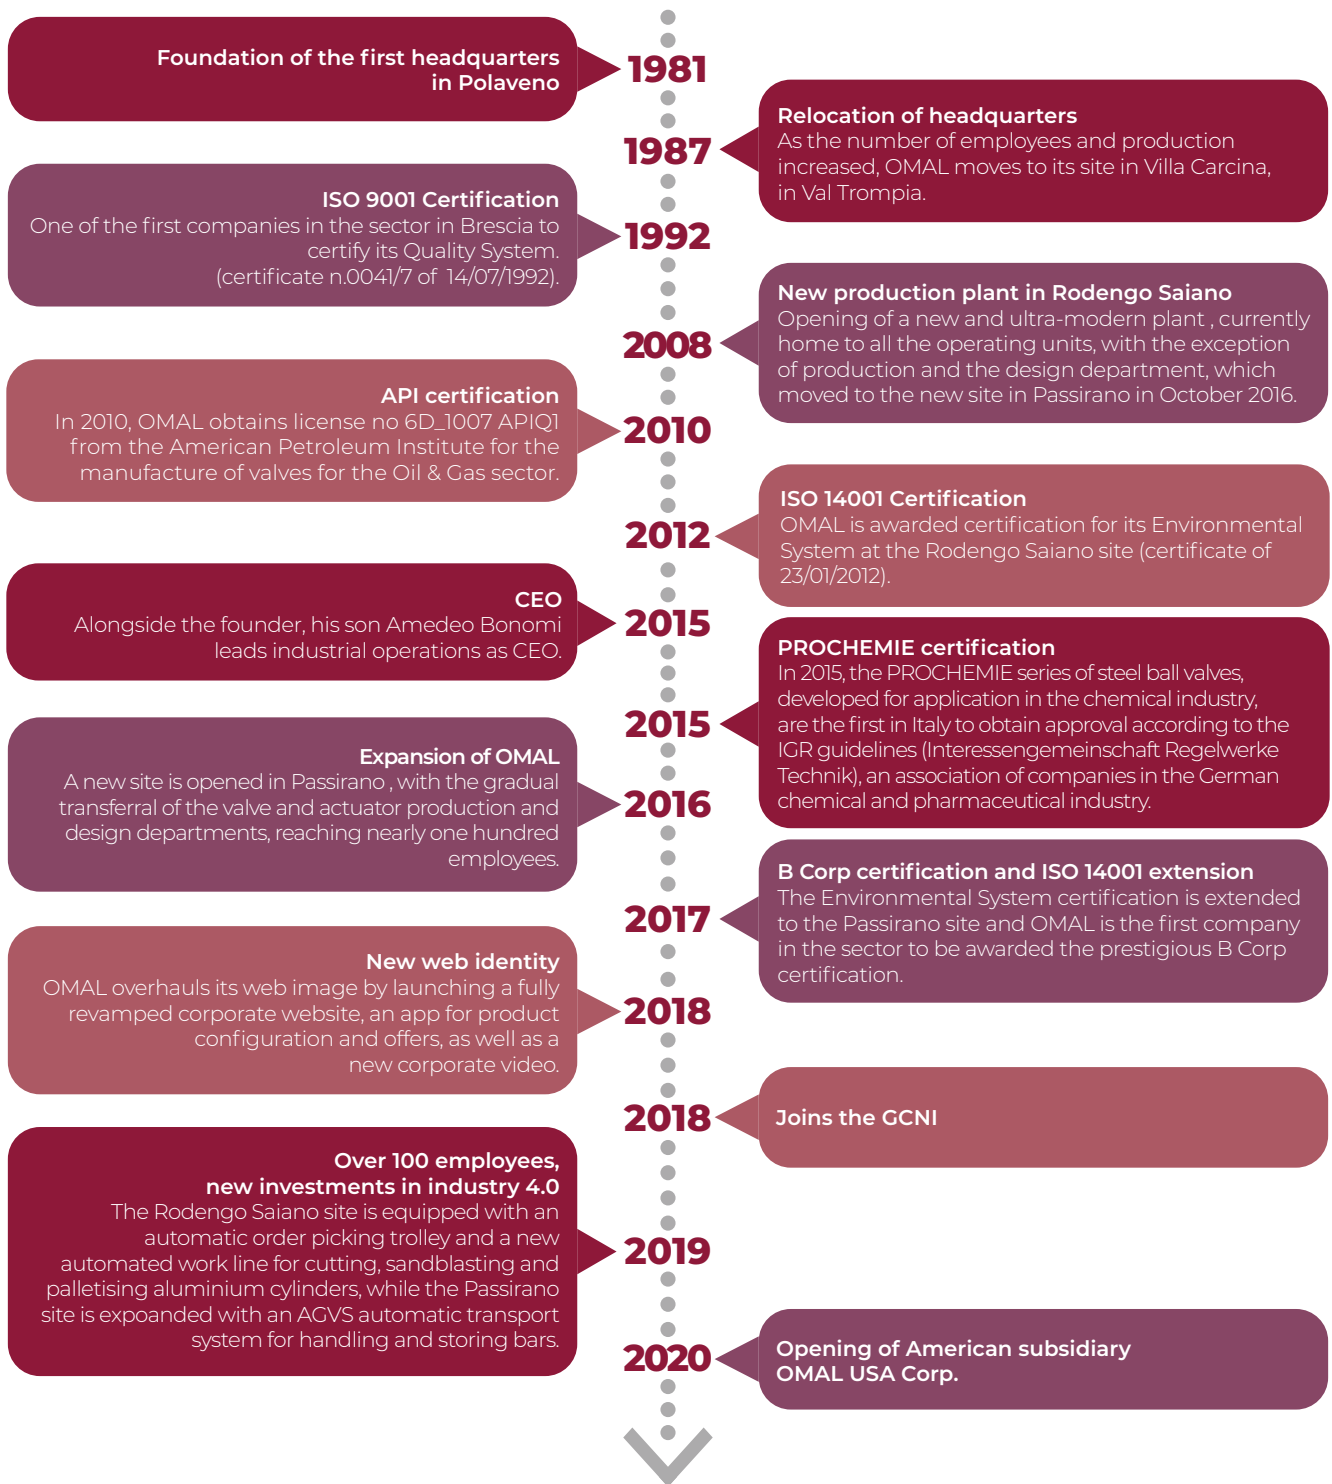 Foundation of the first headquarters
in Polaveno
1981
Relocation of headquarters
As the number of employees and production
increased, OMAL moves to its site in Villa Carcina,
in Val Trompia.
1987
ISO 9001 Certification
One of the first companies in the sector in Brescia to
certify its Quality System.
(certificate n.0041/7 of 14/07/1992).
1992
New production plant in Rodengo Saiano
Opening of a new and ultra-modern plant , currently
home to all the operating units, with the exception
of production and the design department, which
moved to the new site in Passirano in October 2016.
2008
API certification
In 2010, OMAL obtains license no 6D_1007 APIQ1
from the American Petroleum Institute for the
manufacture of valves for the Oil & Gas sector.
2010
ISO 14001 Certification
OMAL is awarded certification for its Environmental
System at the Rodengo Saiano site (certificate of
23/01/2012).
2012
CEO
Alongside the founder, his son Amedeo Bonomi
leads industrial operations as CEO.
2015
PROCHEMIE certification
In 2015, the PROCHEMIE series of steel ball valves,
developed for application in the chemical industry,
are the first in Italy to obtain approval according to the
IGR guidelines (Interessengemeinschaft Regelwerke
Technik), an association of companies in the German
chemical and pharmaceutical industry.
2015
Expansion of OMAL
A new site is opened in Passirano , with the gradual
transferral of the valve and actuator production and
design departments, reaching nearly one hundred
employees.
2016
B Corp certification and ISO 14001 extension
The Environmental System certification is extended
to the Passirano site and OMAL is the first company
in the sector to be awarded the prestigious B Corp
certification.
2017
New web identity
OMAL overhauls its web image by launching a fully
revamped corporate website, an app for product
configuration and offers, as well as a
new corporate video.
2018
Joins the GCNI
2018
Over 100 employees,
new investments in industry 4.0
The Rodengo Saiano site is equipped with an
automatic order picking trolley and a new
automated work line for cutting, sandblasting and
palletising aluminium cylinders, while the Passirano
site is expoanded with an AGVS automatic transport
system for handling and storing bars.
2019
Opening of American subsidiary
OMAL USA Corp.
2020